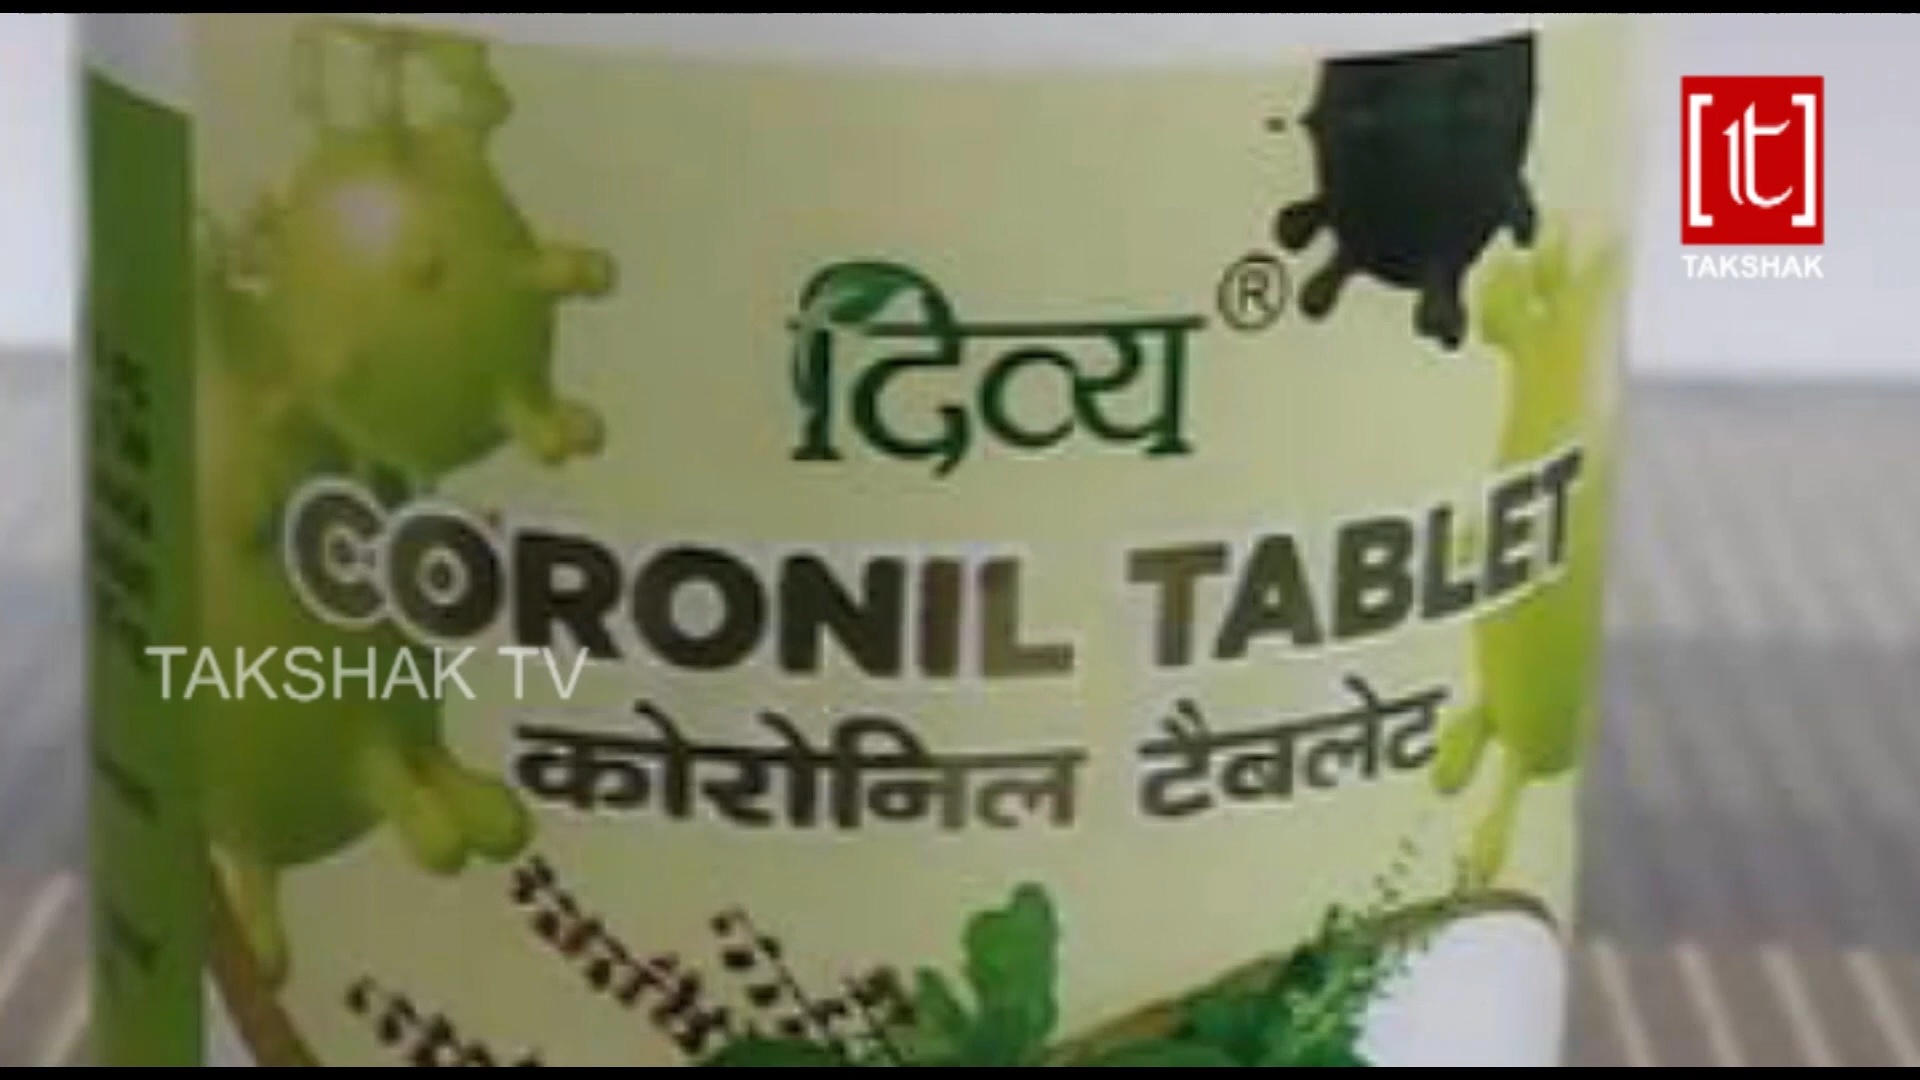 [t]
TAKSHAK
दिव्य®
CORONIL TABLET
TAKSHAK TV
कोरोनिल टैबलेट